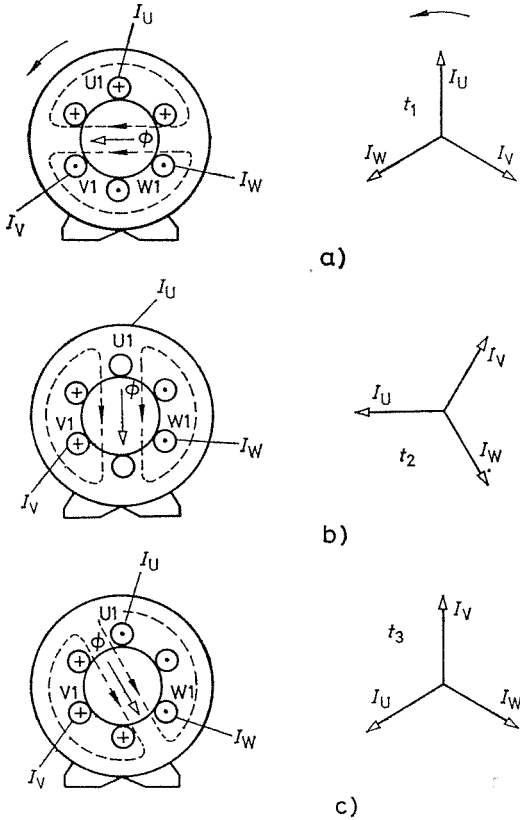 I_U
U1
ϕ
V1 W1
I_W
I_V
t_1
I_U
I_W
I_V
a)
I_U
U1
ϕ
V1 W1
I_W
I_V
I_V
I_U
t_2
I_W
b)
I_U
U1
ϕ
V1 W1
I_W
I_V
t_3
I_V
I_U
I_W
c)